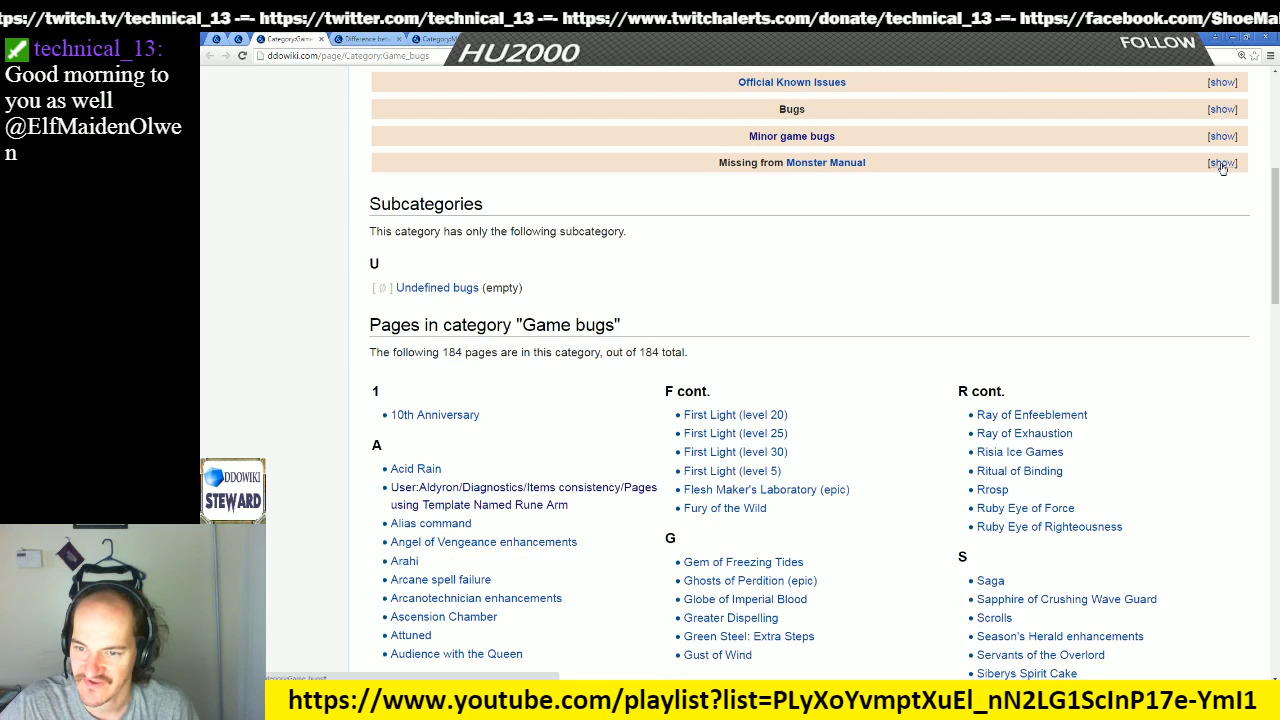 https://twitch.tv/technical_13 -=- https://twitter.com/technical_13 -=- https://www.twitchalerts.com/donate/technical_13 -=- https://facebook.com/ShoeMa
technical_13:
Good morning to
you as well
@ElfMaidenOlwe
n
Category:Game
Difference bet
ddowiki.com/page/Category:Game_bugs
HU2000
FOLLOW
Official Known Issues
[show]
Bugs
[show]
Minor game bugs
[show]
Missing from Monster Manual
[show]
Subcategories
This category has only the following subcategory.
U
[ Ø ] Undefined bugs (empty)
Pages in category "Game bugs"
The following 184 pages are in this category, out of 184 total.
1
• 10th Anniversary
A
• Acid Rain
• User:Aldyron/Diagnostics/Items consistency/Pages
using Template Named Rune Arm
• Alias command
• Angel of Vengeance enhancements
• Arahi
• Arcane spell failure
• Arcanotechnician enhancements
• Ascension Chamber
• Attuned
• Audience with the Queen
F cont.
• First Light (level 20)
• First Light (level 25)
• First Light (level 30)
• First Light (level 5)
• Flesh Maker's Laboratory (epic)
• Fury of the Wild
G
• Gem of Freezing Tides
• Ghosts of Perdition (epic)
• Globe of Imperial Blood
• Greater Dispelling
• Green Steel: Extra Steps
• Gust of Wind
R cont.
• Ray of Enfeeblement
• Ray of Exhaustion
• Risia Ice Games
• Ritual of Binding
• Rrosp
• Ruby Eye of Force
• Ruby Eye of Righteousness
S
• Saga
• Sapphire of Crushing Wave Guard
• Scrolls
• Season's Herald enhancements
• Servants of the Overlord
• Siberys Spirit Cake
DDOWIKI
STEWARD
https://www.youtube.com/playlist?list=PLyXoYvmptXuEl_nN2LG1ScInP17e-YmI1